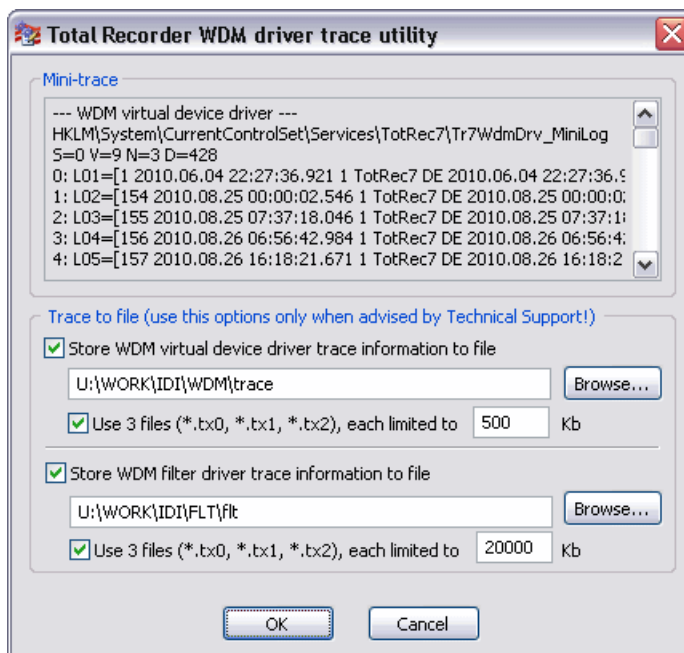 Total Recorder WDM driver trace utility
Mini-trace
--- WDM virtual device driver ---
HKLM\System\CurrentControlSet\Services\TotRec7\Tr7WdmDrv_MiniLog
S=0 V=9 N=3 D=428
0: L01=[1 2010.06.04 22:27:36.921 1 TotRec7 DE 2010.06.04 22:27:36.9
1: L02=[154 2010.08.25 00:00:02.546 1 TotRec7 DE 2010.08.25 00:00:02
2: L03=[155 2010.08.25 07:37:18.046 1 TotRec7 DE 2010.08.25 07:37:18
3: L04=[156 2010.08.26 06:56:42.984 1 TotRec7 DE 2010.08.26 06:56:42
4: L05=[157 2010.08.26 16:18:21.671 1 TotRec7 DE 2010.08.26 16:18:2
Trace to file (use this options only when advised by Technical Support!)
Store WDM virtual device driver trace information to file
U:\WORK\IDI\WDM\trace Browse...
Use 3 files (*.tx0, *.tx1, *.tx2), each limited to 500 Kb
Store WDM filter driver trace information to file
U:\WORK\IDI\FLT\flt Browse...
Use 3 files (*.tx0, *.tx1, *.tx2), each limited to 20000 Kb
OK Cancel